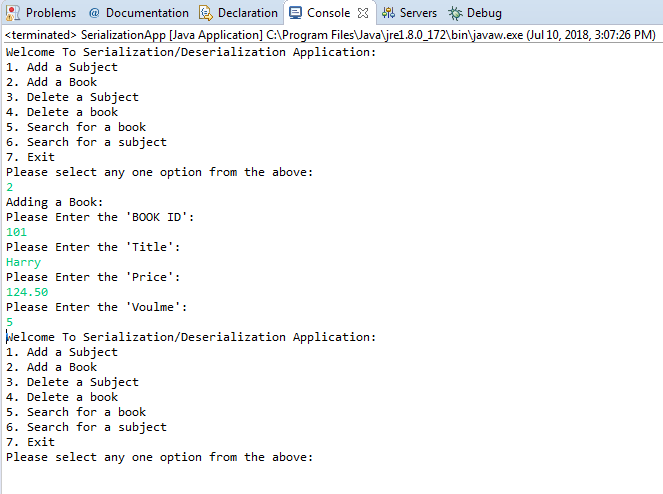 Problems @ Documentation Declaration Console Servers Debug
<terminated> SerializationApp [Java Application] C:\Program Files\Java\jre1.8.0_172\bin\javaw.exe (Jul 10, 2018, 3:07:26 PM)
Welcome To Serialization/Deserialization Application:
1. Add a Subject
2. Add a Book
3. Delete a Subject
4. Delete a book
5. Search for a book
6. Search for a subject
7. Exit
Please select any one option from the above:
2
Adding a Book:
Please Enter the 'BOOK ID':
101
Please Enter the 'Title':
Harry
Please Enter the 'Price':
124.50
Please Enter the 'Voulme':
5
Welcome To Serialization/Deserialization Application:
1. Add a Subject
2. Add a Book
3. Delete a Subject
4. Delete a book
5. Search for a book
6. Search for a subject
7. Exit
Please select any one option from the above: